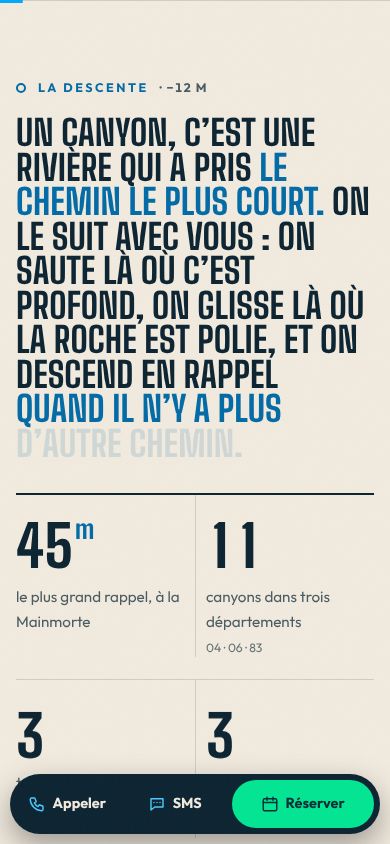 LA DESCENTE · −12 M
UN CANYON, C’EST UNE
RIVIÈRE QUI A PRIS LE
CHEMIN LE PLUS COURT. ON
LE SUIT AVEC VOUS : ON
SAUTE LÀ OÙ C’EST
PROFOND, ON GLISSE LÀ OÙ
LA ROCHE EST POLIE, ET ON
DESCEND EN RAPPEL
QUAND IL N’Y A PLUS
D’AUTRE CHEMIN.
45 m
le plus grand rappel, à la
Mainmorte
11
canyons dans trois
départements
04 · 06 · 83
3
3
Appeler
SMS
Réserver